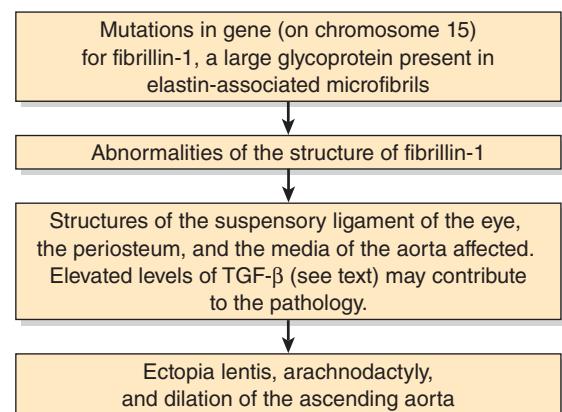 Mutations in gene (on chromosome 15)
for fibrillin-1, a large glycoprotein present in
elastin-associated microfibrils
Abnormalities of the structure of fibrillin-1
Structures of the suspensory ligament of the eye,
the periosteum, and the media of the aorta affected.
Elevated levels of TGF-β (see text) may contribute
to the pathology.
Ectopia lentis, arachnodactyly,
and dilation of the ascending aorta